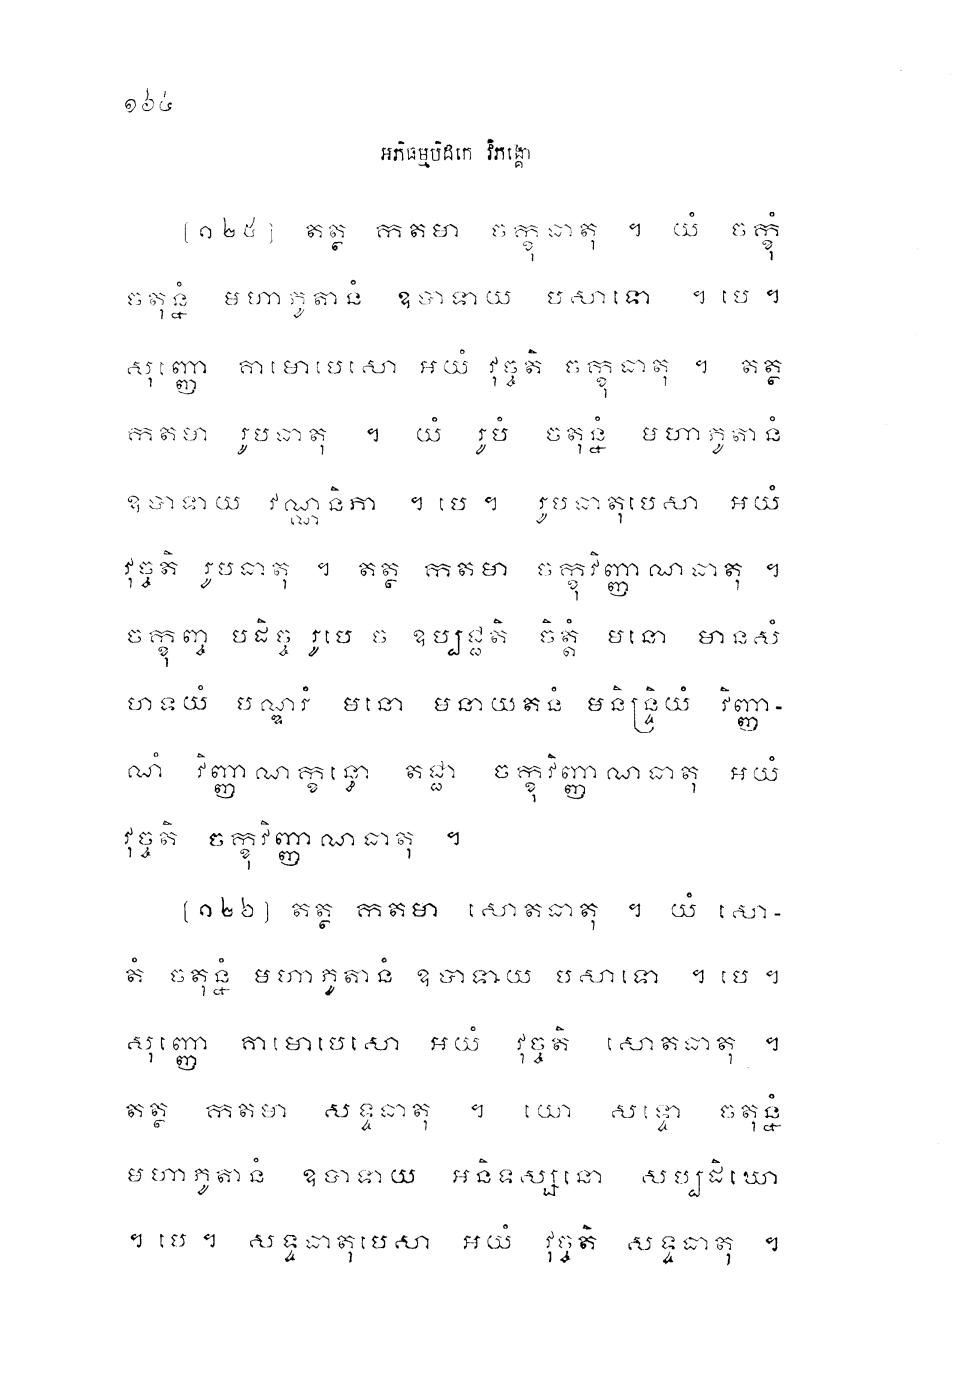 ១៦៤
អភិធម្មបិដកេ វិភង្គោ
[១២៥] តត្ថ កតមា ចក្ខុធាតុ ។ យំ ចក្ខុំ
ចតុន្នំ មហាភូតានំ ឧបាទាយ បសាទោ ។ បេ ។
សុញ្ញោ គាមោបេសោ អយំ វុច្ចតិ ចក្ខុធាតុ ។ តត្ថ
កតមា រូបធាតុ ។ យំ រូបំ ចតុន្នំ មហាភូតានំ
ឧបាទាយ វណ្ណនិភា ។ បេ ។ រូបធាតុបេសា អយំ
វុច្ចតិ រូបធាតុ ។ តត្ថ កតមា ចក្ខុវិញ្ញាណធាតុ ។
ចក្ខុញ្ច បដិច្ច រូបេ ច ឧប្បជ្ជតិ ចិត្តំ មនោ មានសំ
ហទយំ បណ្ឌរំ មនោ មនាយតនំ មនិន្ទ្រិយំ វិញ្ញា-
ណំ វិញ្ញាណក្ខន្ធោ តជ្ជា ចក្ខុវិញ្ញាណធាតុ អយំ
វុច្ចតិ ចក្ខុវិញ្ញាណធាតុ ។
[១២៦] តត្ថ កតមា សោតធាតុ ។ យំ សោ-
តំ ចតុន្នំ មហាភូតានំ ឧបាទាយ បសាទោ ។ បេ ។
សុញ្ញោ គាមោបេសោ អយំ វុច្ចតិ សោតធាតុ ។
តត្ថ កតមា សទ្ទធាតុ ។ យោ សទ្ទោ ចតុន្នំ
មហាភូតានំ ឧបាទាយ អនិទស្សនោ សប្បដិឃោ
។ បេ ។ សទ្ទធាតុបេសា អយំ វុច្ចតិ សទ្ទធាតុ ។